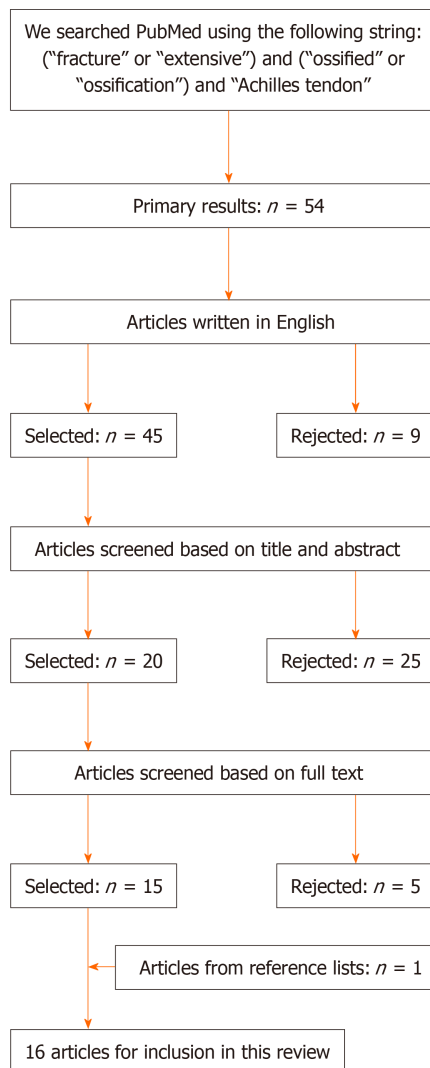 We searched PubMed using the following string:
(“fracture” or “extensive”) and (“ossified” or
“ossification”) and “Achilles tendon”
Primary results: n = 54
Articles written in English
Selected: n = 45
Rejected: n = 9
Articles screened based on title and abstract
Selected: n = 20
Rejected: n = 25
Articles screened based on full text
Selected: n = 15
Rejected: n = 5
Articles from reference lists: n = 1
16 articles for inclusion in this review